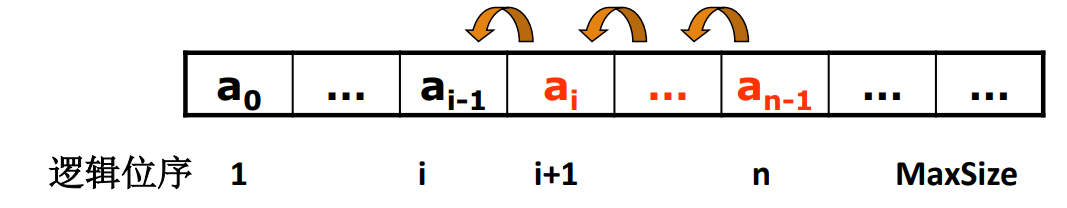 a0 ... ai-1 ai ... an-1 ... ...
逻辑位序 1 i i+1 n MaxSize